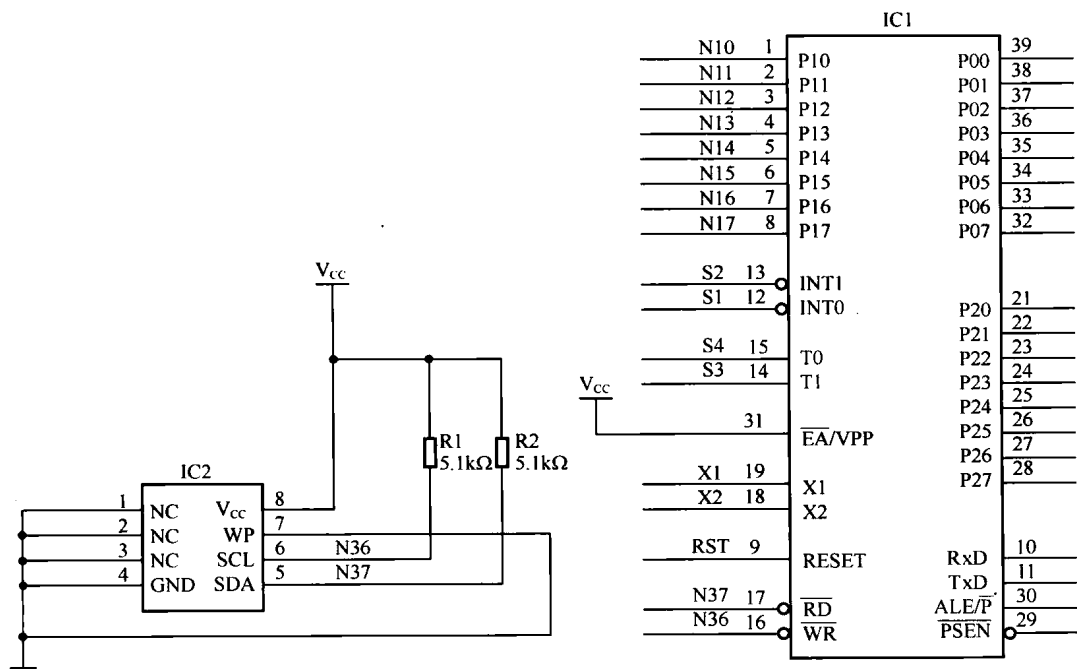 IC1
N10 1 P10 P00 39
N11 2 P11 P01 38
N12 3 P12 P02 37
N13 4 P13 P03 36
N14 5 P14 P04 35
N15 6 P15 P05 34
N16 7 P16 P06 33
N17 8 P17 P07 32
S2 13 INT1
S1 12 INT0 P20 21
P21 22
S4 15 T0 P22 23
S3 14 T1 P23 24
P24 25
VCC 31 EA/VPP P25 26
P26 27
X1 19 X1 P27 28
X2 18 X2
RST 9 RESET RxD 10
TxD 11
N37 17 RD ALE/P 30
N36 16 WR PSEN 29
VCC
R1
5.1kΩ
R2
5.1kΩ
IC2
1 NC VCC 8
2 NC WP 7
3 NC SCL 6 N36
4 GND SDA 5 N37